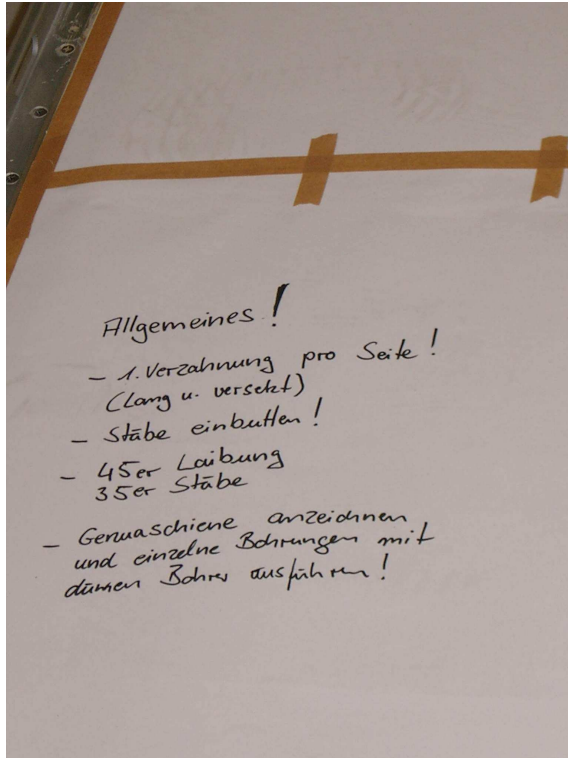 Allgemeines!
- 1. Verzahnung pro Seite!
(Lang u. versetzt)
- Stäbe einbutten!
- 45er Laibung
35er Stäbe
- Genuaschiene anzeichnen
und einzelne Bohrungen mit
dünnen Bohrer ausführen!